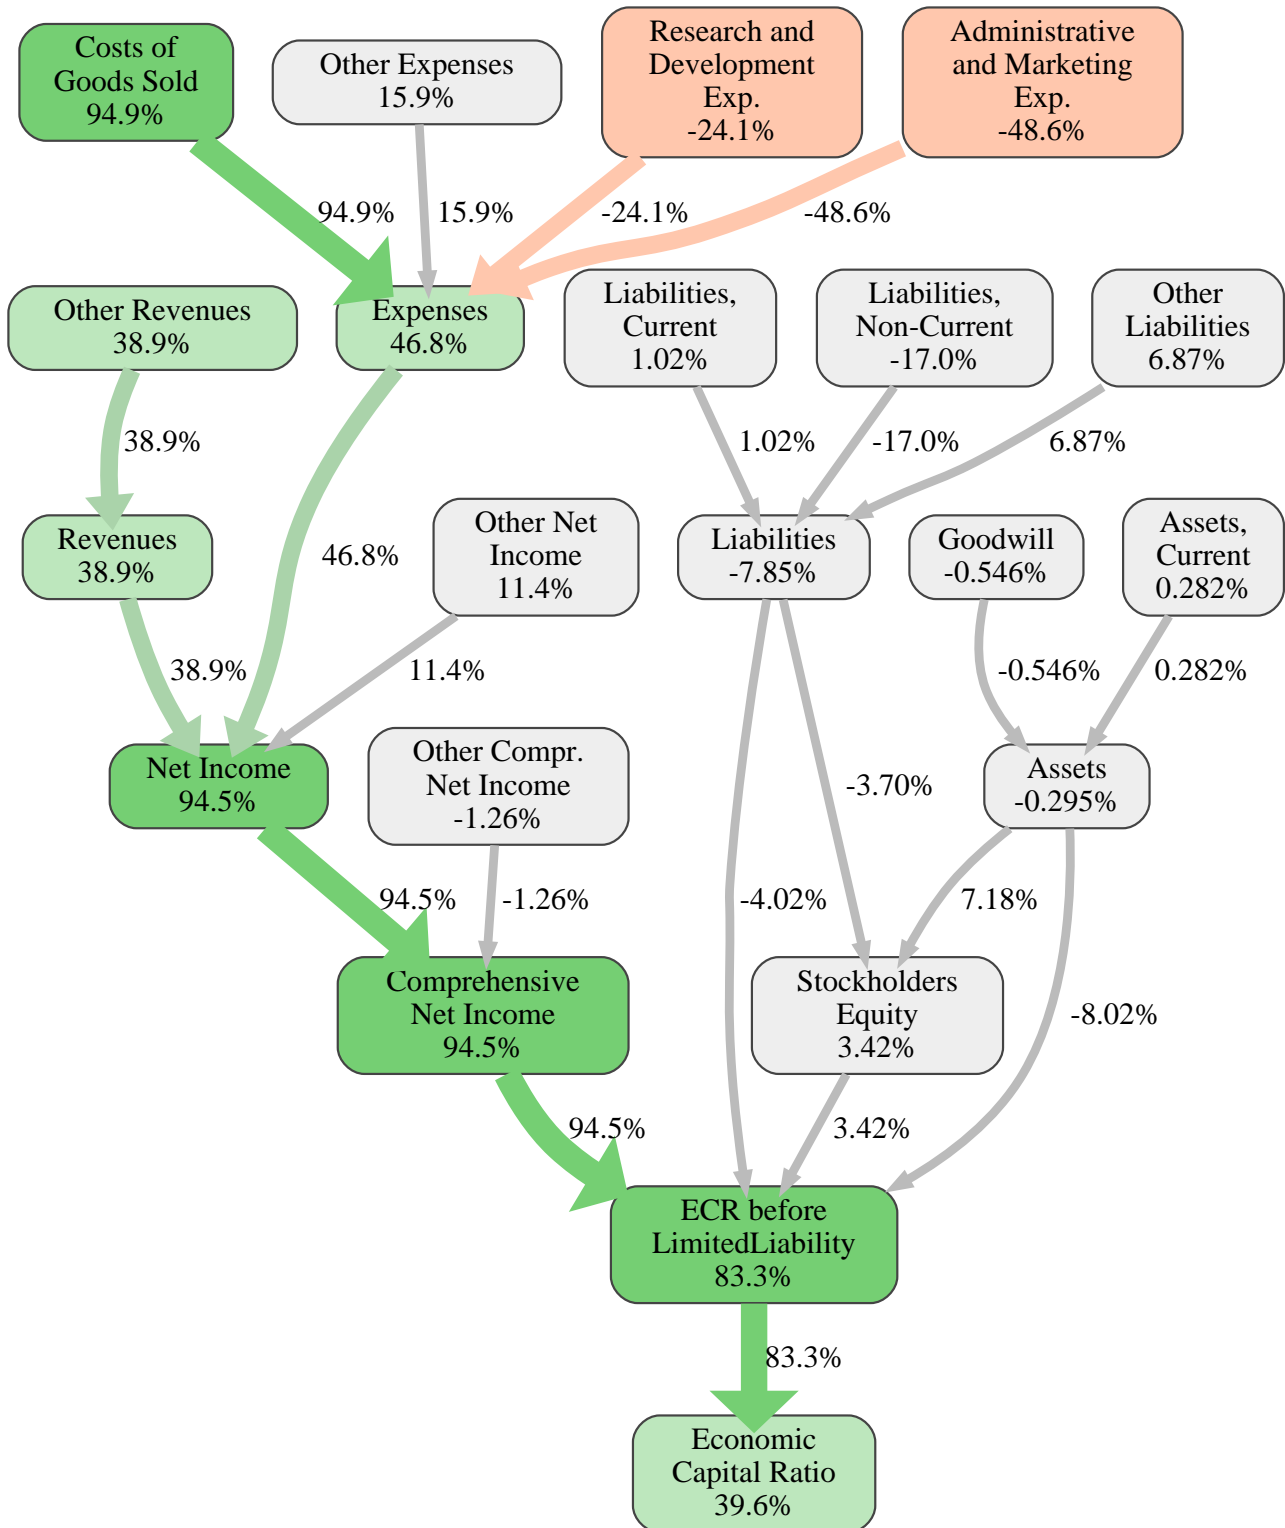 Costs of
Goods Sold
94.9%
Other Expenses
15.9%
Research and
Development
Exp.
-24.1%
Administrative
and Marketing
Exp.
-48.6%
94.9%
15.9%
-24.1%
-48.6%
Other Revenues
38.9%
Expenses
46.8%
Liabilities,
Current
1.02%
Liabilities,
Non-Current
-17.0%
Other
Liabilities
6.87%
38.9%
1.02%
-17.0%
6.87%
Revenues
38.9%
46.8%
Other Net
Income
11.4%
Liabilities
-7.85%
Goodwill
-0.546%
Assets,
Current
0.282%
38.9%
11.4%
-0.546%
0.282%
Net Income
94.5%
Other Compr.
Net Income
-1.26%
-3.70%
Assets
-0.295%
94.5%
-1.26%
-4.02%
7.18%
Comprehensive
Net Income
94.5%
Stockholders
Equity
3.42%
-8.02%
94.5%
3.42%
ECR before
LimitedLiability
83.3%
83.3%
Economic
Capital Ratio
39.6%